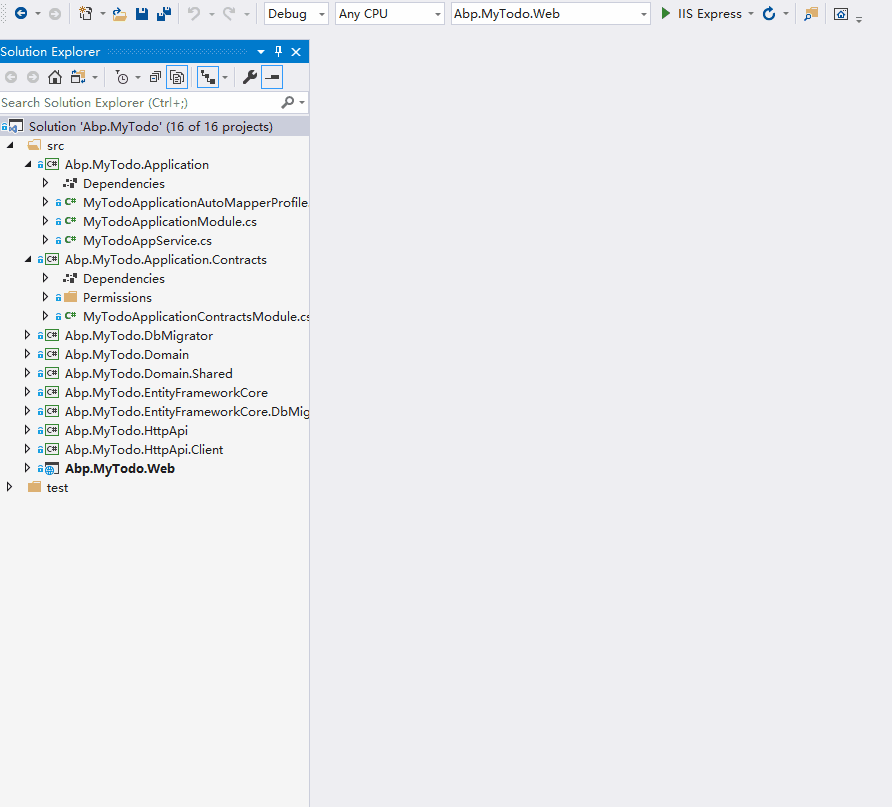 Debug Any CPU Abp.MyTodo.Web IIS Express
Solution Explorer
Search Solution Explorer (Ctrl+;)
Solution 'Abp.MyTodo' (16 of 16 projects)
src
C# Abp.MyTodo.Application
Dependencies
C# MyTodoApplicationAutoMapperProfile.
C# MyTodoApplicationModule.cs
C# MyTodoAppService.cs
C# Abp.MyTodo.Application.Contracts
Dependencies
Permissions
C# MyTodoApplicationContractsModule.cs
C# Abp.MyTodo.DbMigrator
C# Abp.MyTodo.Domain
C# Abp.MyTodo.Domain.Shared
C# Abp.MyTodo.EntityFrameworkCore
C# Abp.MyTodo.EntityFrameworkCore.DbMig
C# Abp.MyTodo.HttpApi
C# Abp.MyTodo.HttpApi.Client
Abp.MyTodo.Web
test